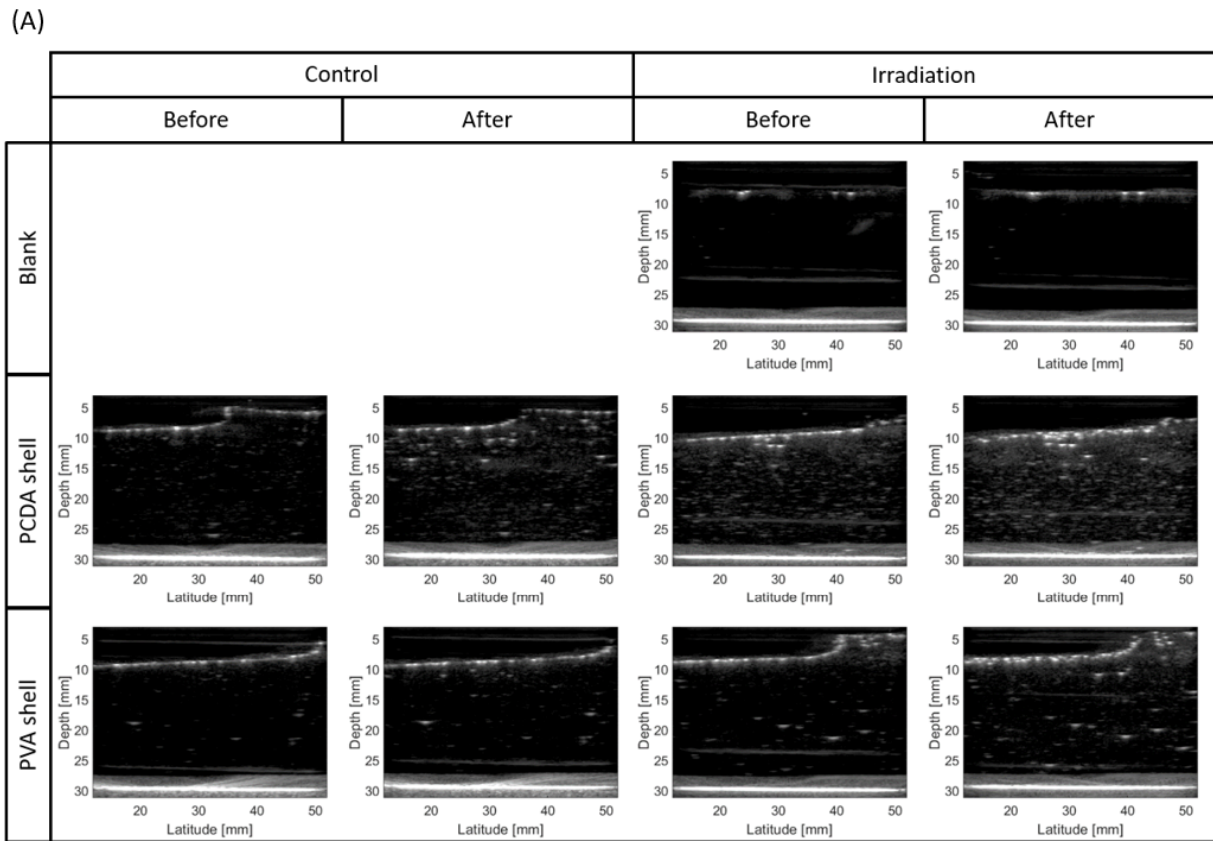 (A)
Control Irradiation
Before After Before After
Blank
5 5
10 10
15 15
20 20
25 25
30 30
Depth [mm] Depth [mm]
20 30 40 50 20 30 40 50
Latitude [mm] Latitude [mm]
PCDA shell
5 5 5 5
10 10 10 10
15 15 15 15
20 20 20 20
25 25 25 25
30 30 30 30
Depth [mm] Depth [mm] Depth [mm] Depth [mm]
20 30 40 50 20 30 40 50 20 30 40 50 20 30 40 50
Latitude [mm] Latitude [mm] Latitude [mm] Latitude [mm]
PVA shell
5 5 5 5
10 10 10 10
15 15 15 15
20 20 20 20
25 25 25 25
30 30 30 30
Depth [mm] Depth [mm] Depth [mm] Depth [mm]
20 30 40 50 20 30 40 50 20 30 40 50 20 30 40 50
Latitude [mm] Latitude [mm] Latitude [mm] Latitude [mm]